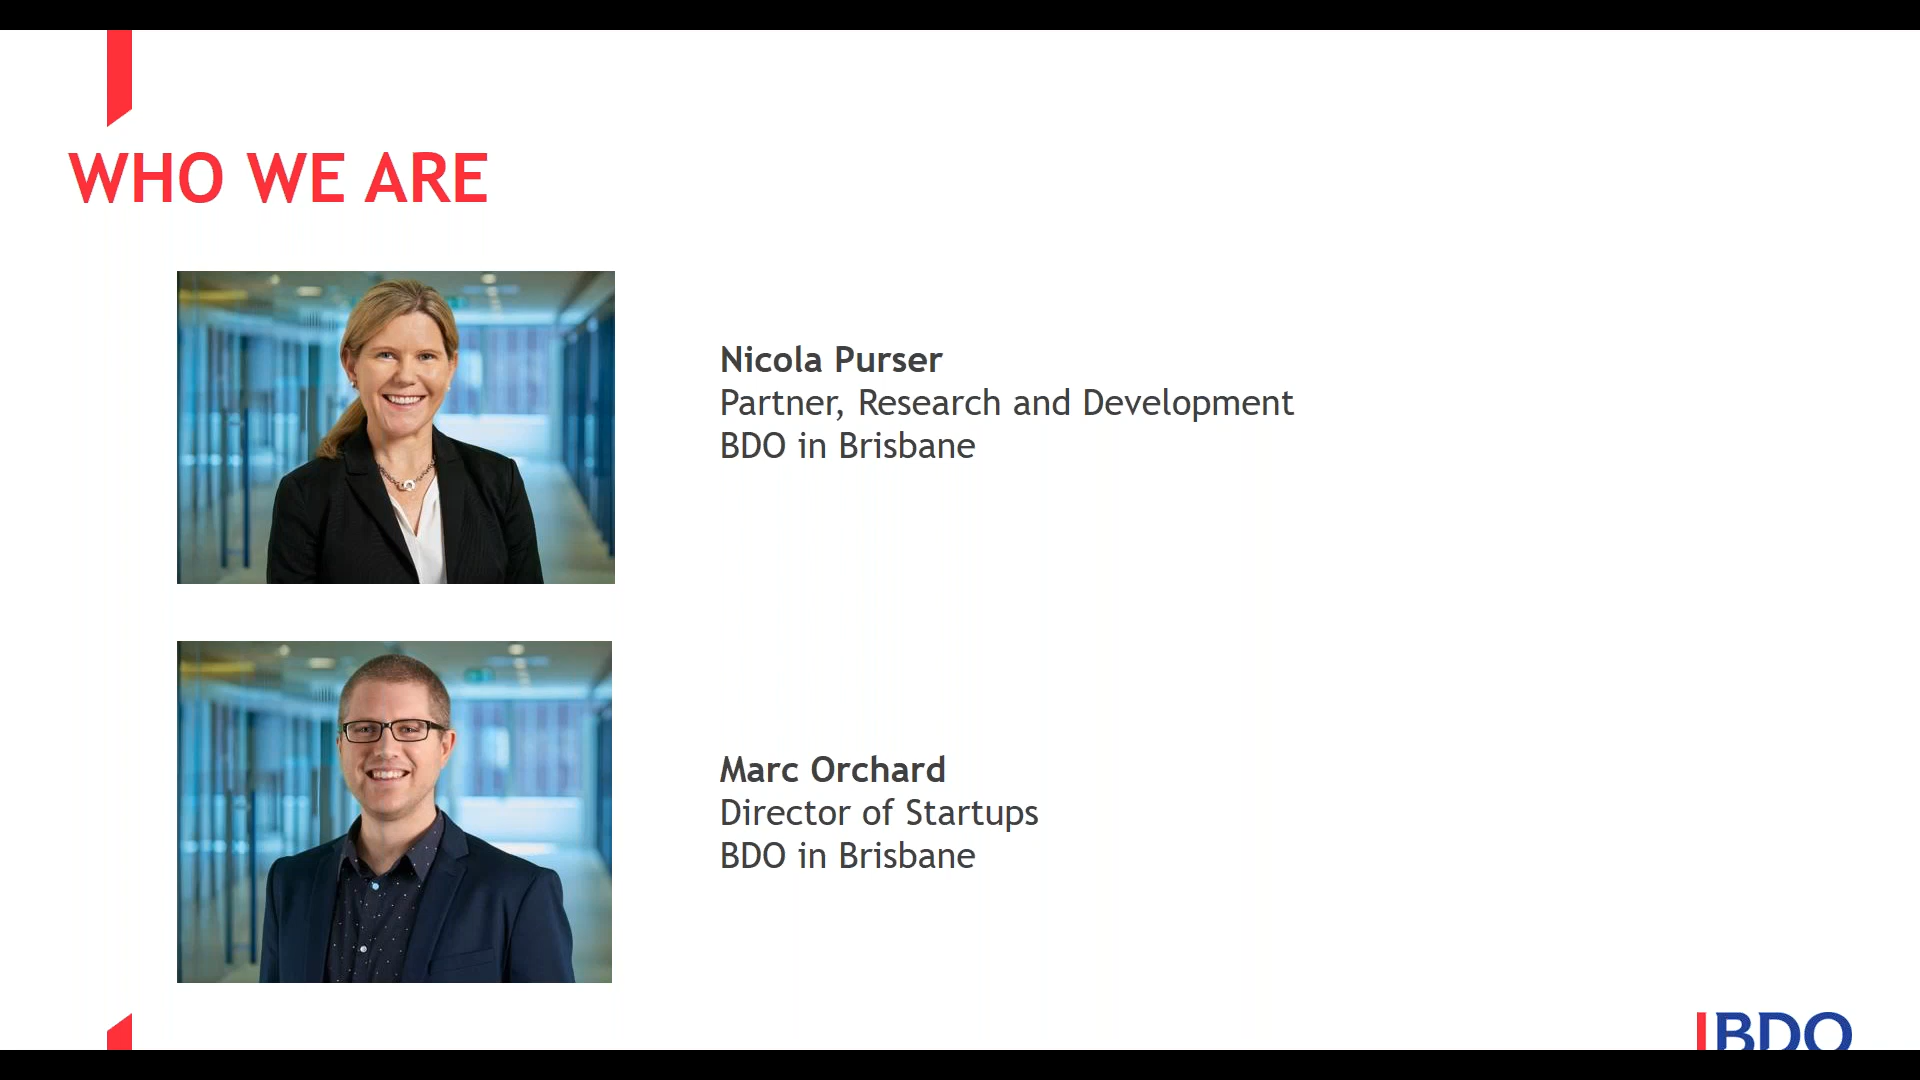 WHO WE ARE
Nicola Purser
Partner, Research and Development
BDO in Brisbane
Marc Orchard
Director of Startups
BDO in Brisbane
BDO